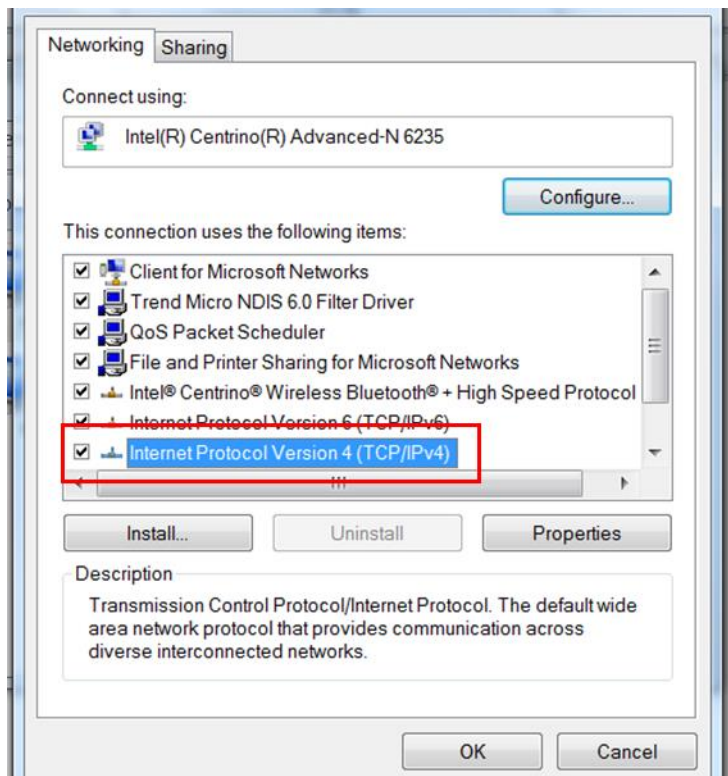 Networking Sharing
Connect using:
Intel(R) Centrino(R) Advanced-N 6235
Configure...
This connection uses the following items:
Client for Microsoft Networks
Trend Micro NDIS 6.0 Filter Driver
QoS Packet Scheduler
File and Printer Sharing for Microsoft Networks
Intel® Centrino® Wireless Bluetooth® + High Speed Protocol
Internet Protocol Version 6 (TCP/IPv6)
Internet Protocol Version 4 (TCP/IPv4)
Install... Uninstall Properties
Description
Transmission Control Protocol/Internet Protocol. The default wide
area network protocol that provides communication across
diverse interconnected networks.
OK Cancel